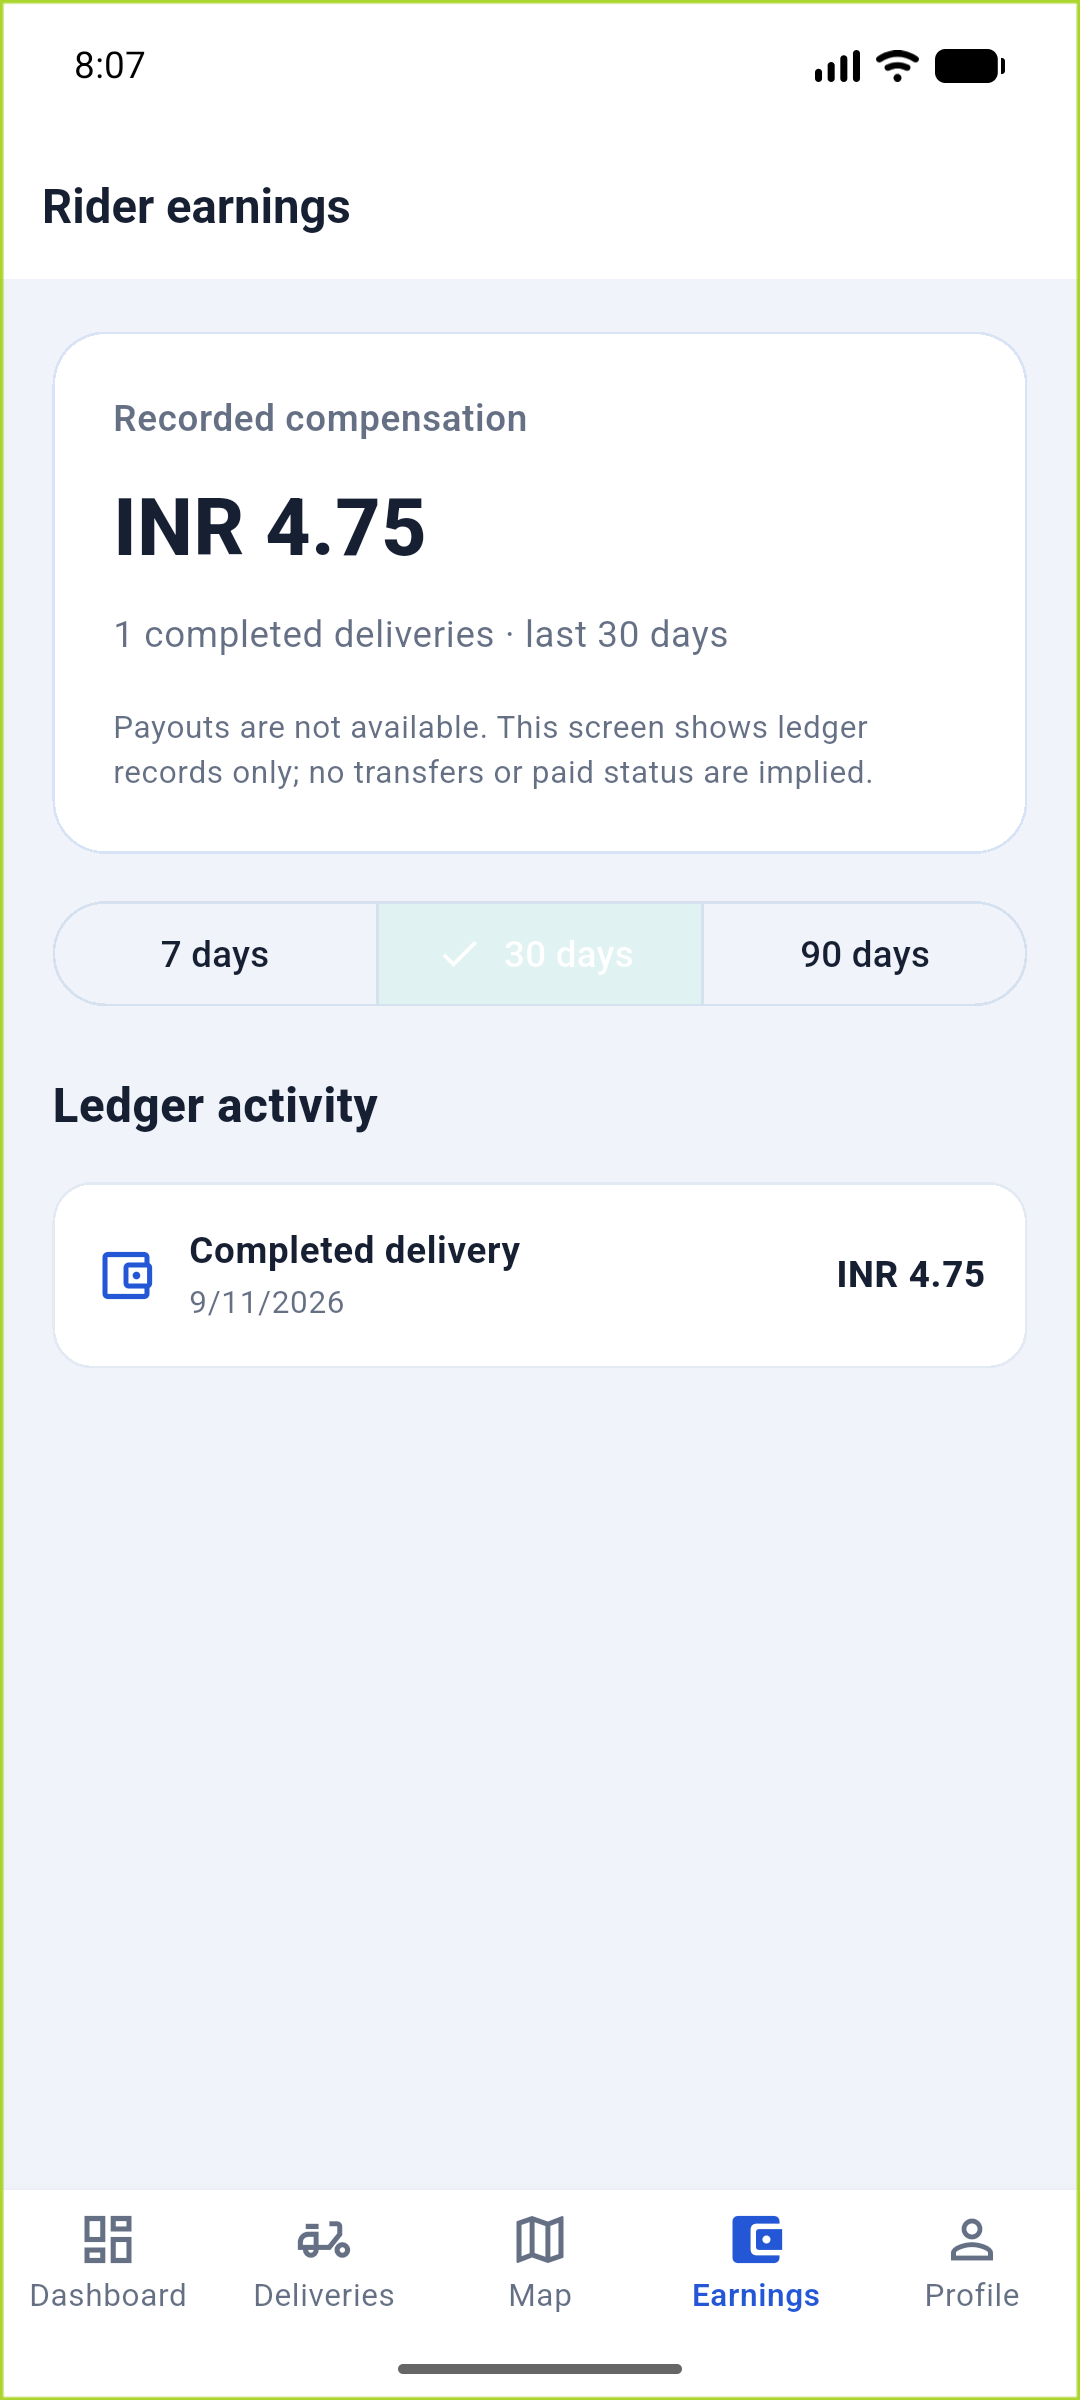 8:07
Rider earnings
Recorded compensation
INR 4.75
1 completed deliveries · last 30 days
Payouts are not available. This screen shows ledger
records only; no transfers or paid status are implied.
7 days
30 days
90 days
Ledger activity
Completed delivery
9/11/2026
INR 4.75
Dashboard
Deliveries
Map
Earnings
Profile